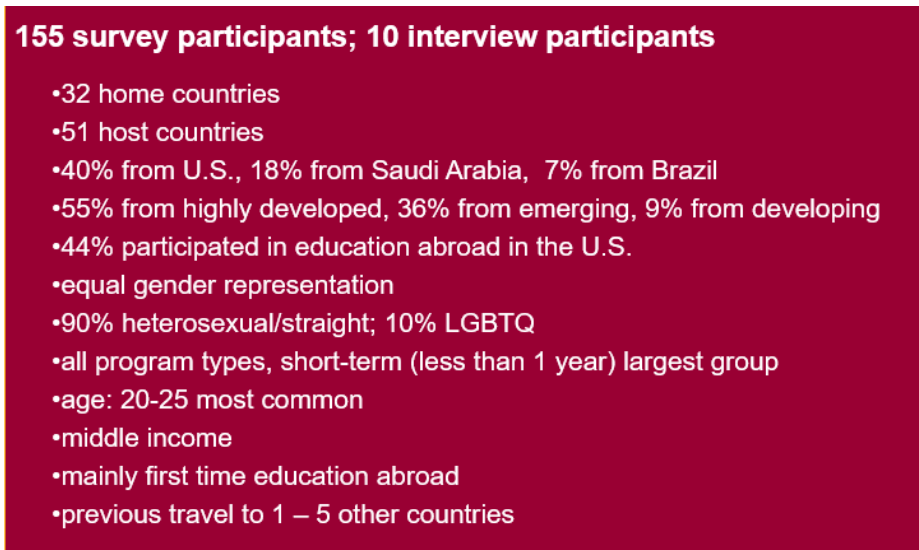 155 survey participants; 10 interview participants
•32 home countries
•51 host countries
•40% from U.S., 18% from Saudi Arabia,  7% from Brazil
•55% from highly developed, 36% from emerging, 9% from developing
•44% participated in education abroad in the U.S.
•equal gender representation
•90% heterosexual/straight; 10% LGBTQ
•all program types, short-term (less than 1 year) largest group
•age: 20-25 most common
•middle income
•mainly first time education abroad
•previous travel to 1 – 5 other countries